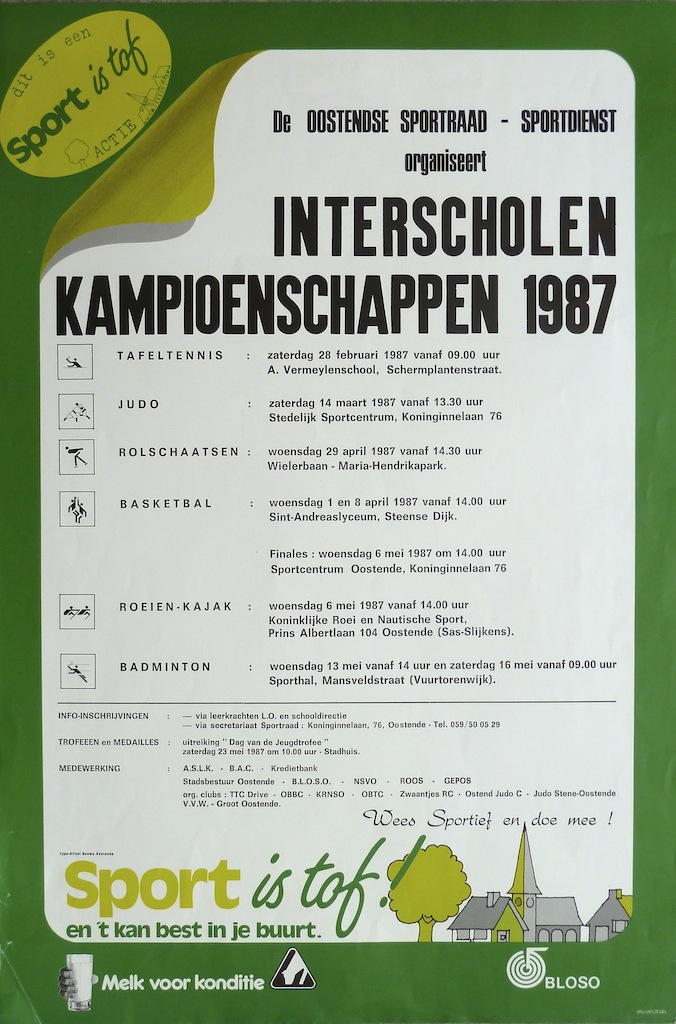 dit is een
sport is tof
ACTIE
De OOSTENDSE SPORTRAAD - SPORTDIENST
organiseert
INTERSCHOLEN
KAMPIOENSCHAPPEN 1987
TAFELTENNIS : zaterdag 28 februari 1987 vanaf 09.00 uur
A. Vermeylenschool, Schermplantenstraat.
JUDO : zaterdag 14 maart 1987 vanaf 13.30 uur
Stedelijk Sportcentrum, Koninginnelaan 76
ROLSCHAATSEN : woensdag 29 april 1987 vanaf 14.30 uur
Wielerbaan - Maria-Hendrikapark.
BASKETBAL : woensdag 1 en 8 april 1987 vanaf 14.00 uur
Sint-Andreaslyceum, Steense Dijk.
Finales : woensdag 6 mei 1987 om 14.00 uur
Sportcentrum Oostende, Koninginnelaan 76
ROEIEN-KAJAK : woensdag 6 mei 1987 vanaf 14.00 uur
Koninklijke Roei en Nautische Sport,
Prins Albertlaan 104 Oostende (Sas-Slijkens).
BADMINTON : woensdag 13 mei vanaf 14 uur en zaterdag 16 mei vanaf 09.00 uur
Sporthal, Mansveldstraat (Vuurtorenwijk).
INFO-INSCHRIJVINGEN : — via leerkrachten L.O. en schooldirectie
— via secretariaat Sportraad : Koninginnelaan, 76, Oostende - Tel. 059/50 05 29
TROFEEEN en MEDAILLES : uitreiking " Dag van de Jeugdtrofee "
zaterdag 23 mei 1987 om 10.00 uur - Stadhuis.
MEDEWERKING : A.S.L.K. - B.A.C. - Kredietbank
Stadsbestuur Oostende - B.L.O.S.O. - NSVO - ROOS - GEPOS
org. clubs : TTC Drive - OBBC - KRNSO - OBTC - Zwaantjes RC - Ostend Judo C - Judo Stene-Oostende
V.V.W. - Groot Oostende.
Wees Sportief en doe mee !
Sport is tof!
en 't kan best in je buurt.
Melk voor konditie
BLOSO